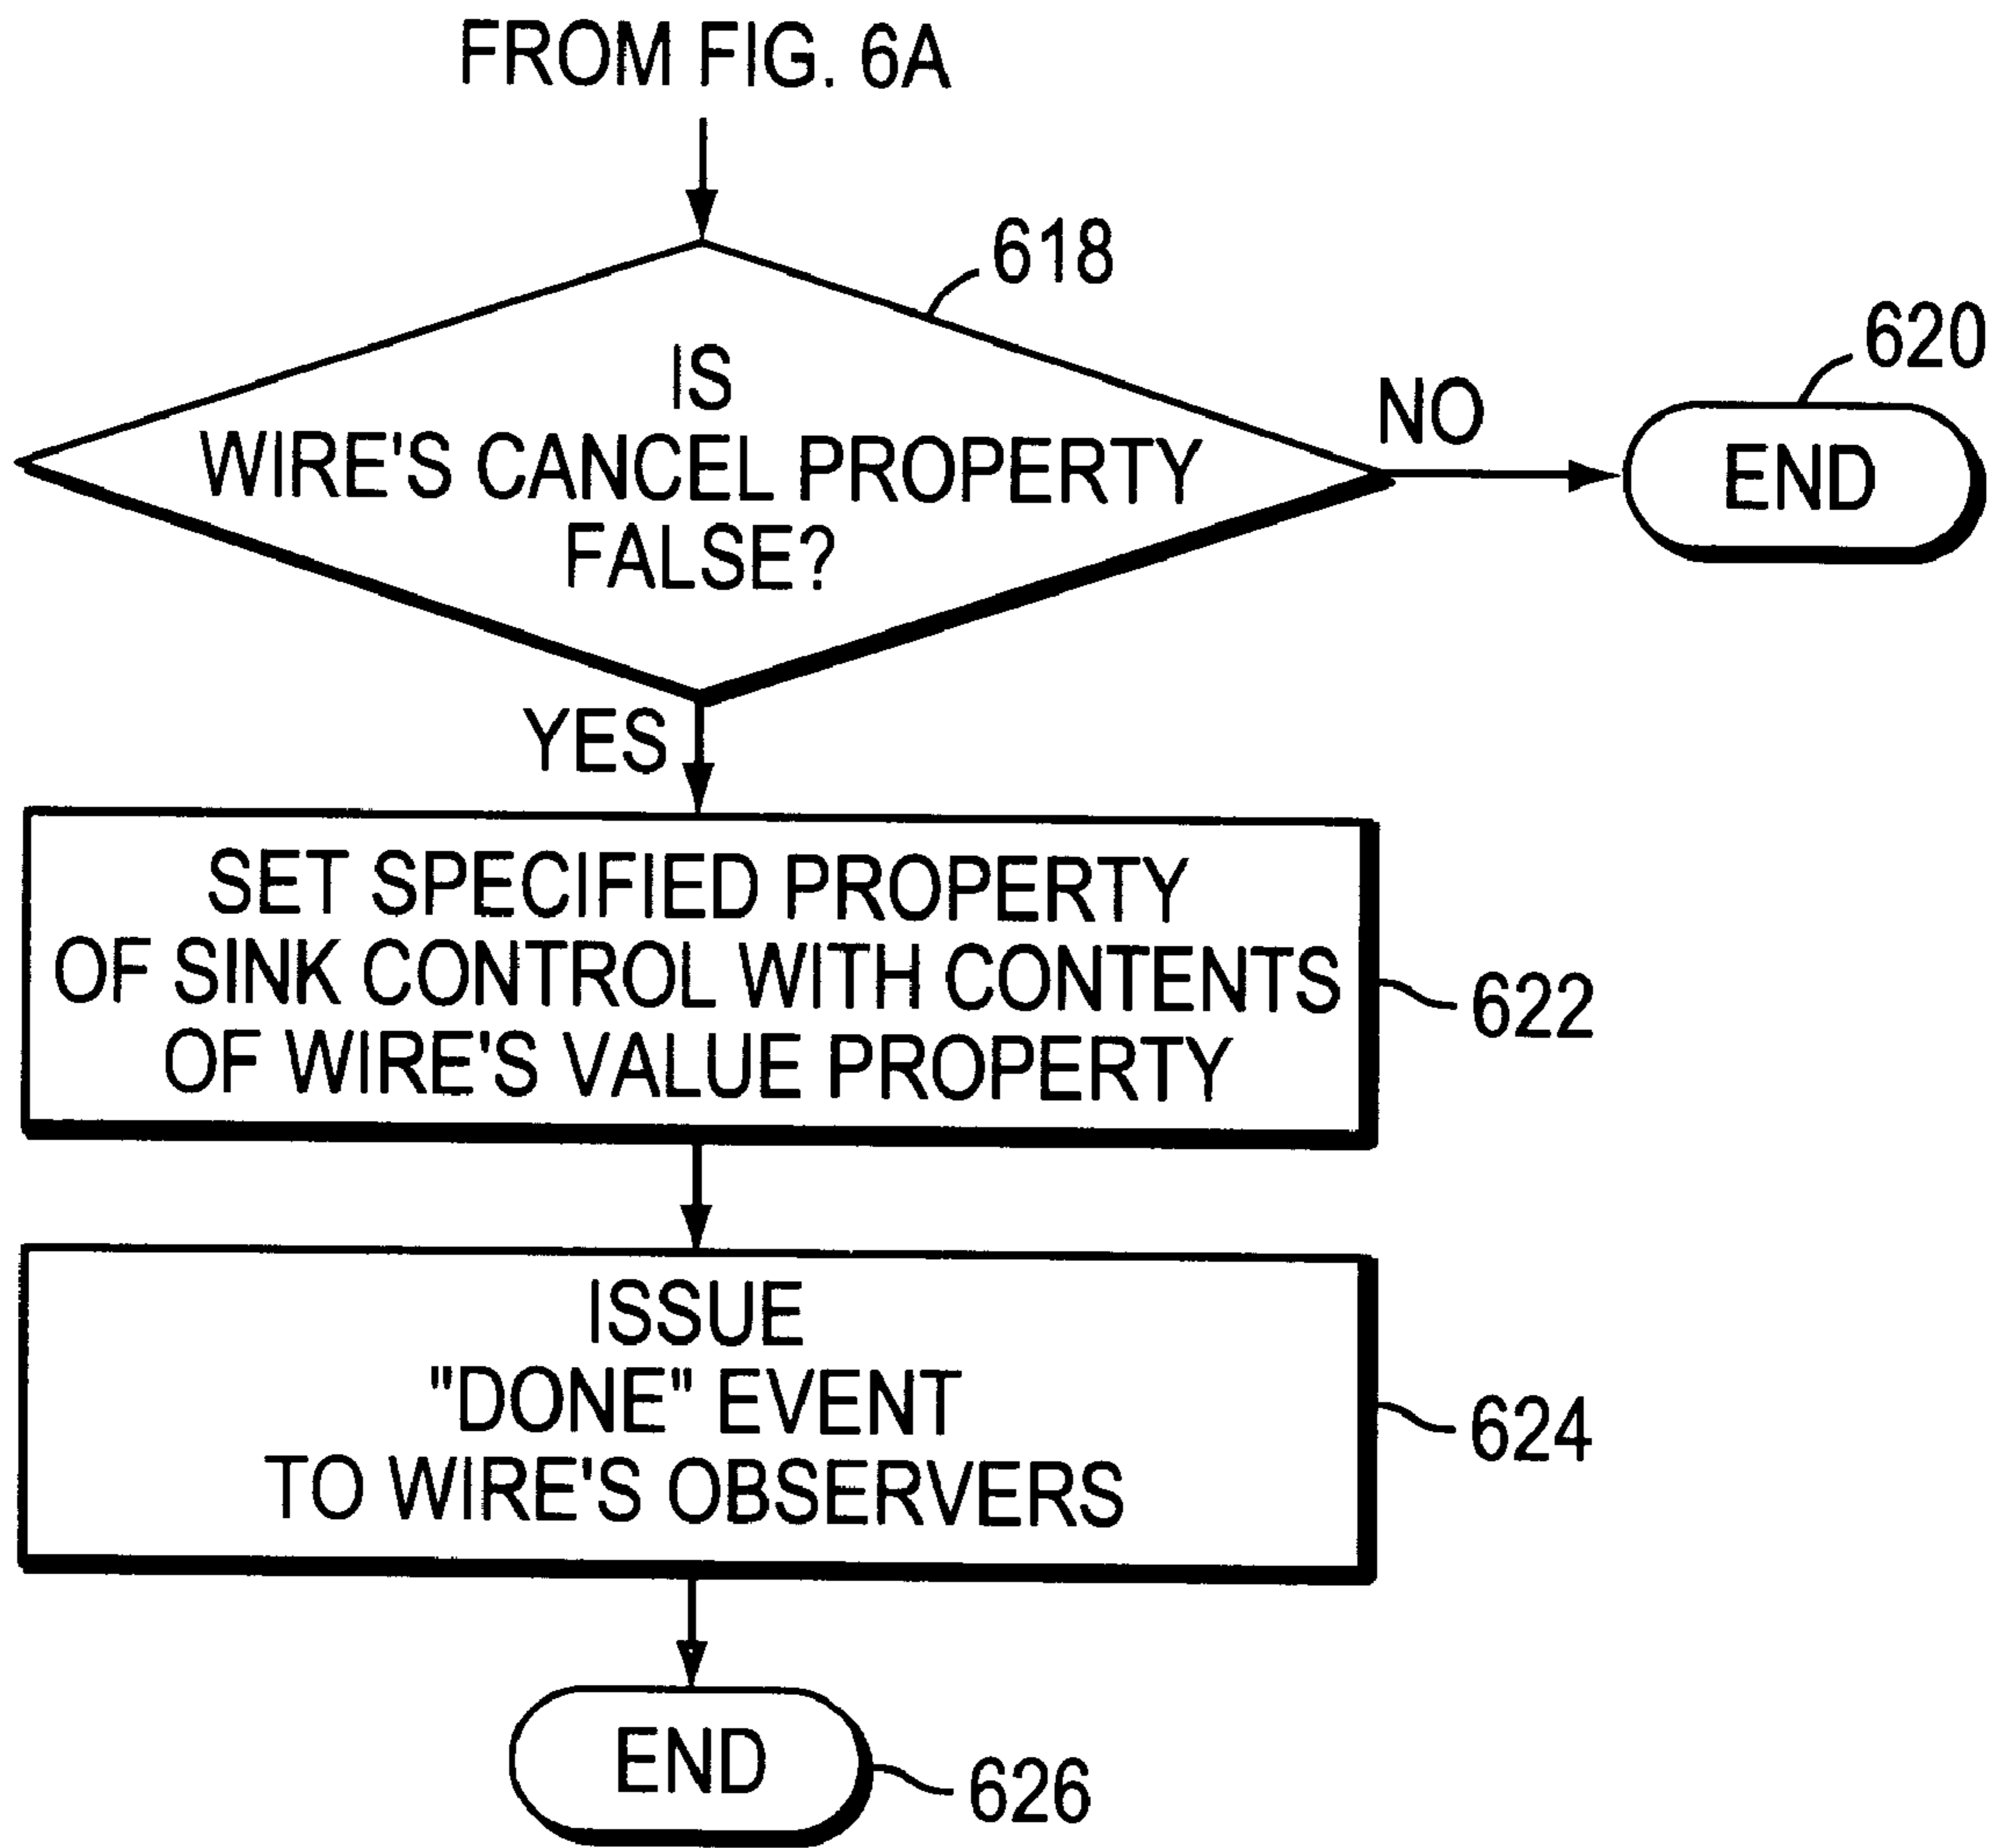 FROM FIG. 6A
618
IS
WIRE'S CANCEL PROPERTY
FALSE?
NO
620
END
YES
SET SPECIFIED PROPERTY
OF SINK CONTROL WITH CONTENTS
OF WIRE'S VALUE PROPERTY
622
ISSUE
"DONE" EVENT
TO WIRE'S OBSERVERS
624
END
626